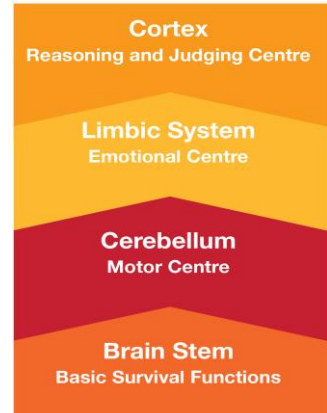 Cortex
Reasoning and Judging Centre
Limbic System
Emotional Centre
Cerebellum
Motor Centre
Brain Stem
Basic Survival Functions